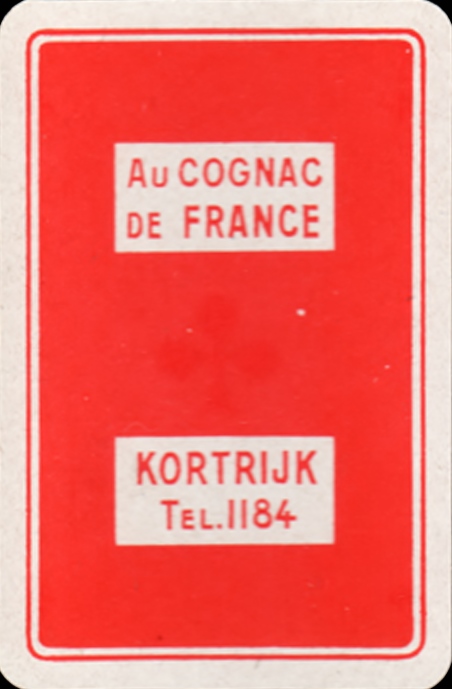 Au COGNAC
DE FRANCE
KORTRIJK
TEL.1184